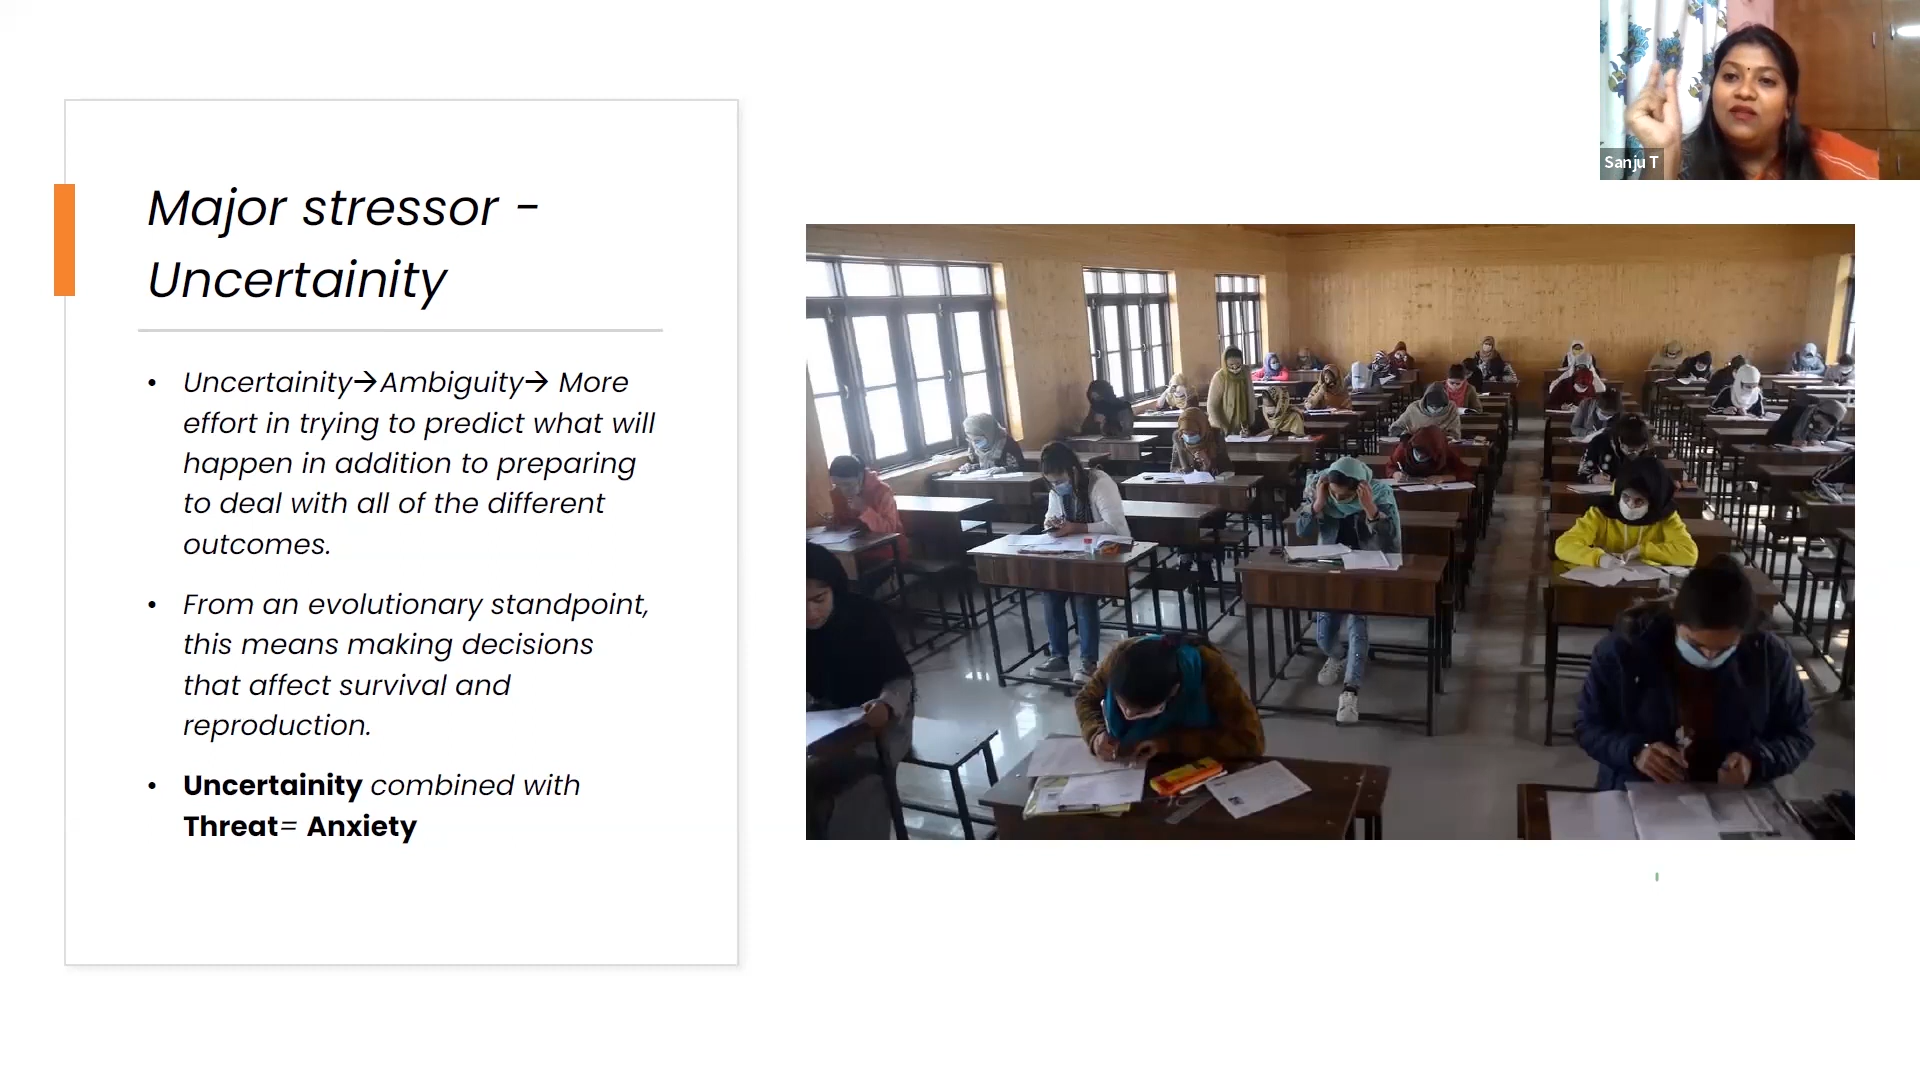 Major stressor -
Uncertainity
• Uncertainity→Ambiguity→ More
effort in trying to predict what will
happen in addition to preparing
to deal with all of the different
outcomes.
• From an evolutionary standpoint,
this means making decisions
that affect survival and
reproduction.
• Uncertainity combined with
Threat= Anxiety
Sanju T